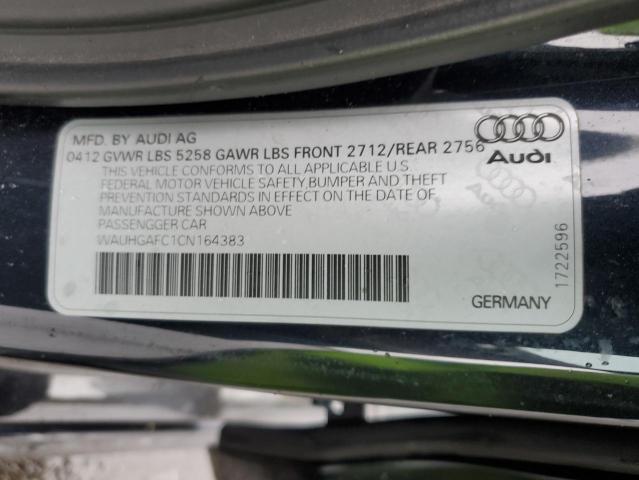 MFD. BY AUDI AG
0412 GVWR LBS 5258 GAWR LBS FRONT 2712/REAR 2756
THIS VEHICLE CONFORMS TO ALL APPLICABLE U.S.
FEDERAL MOTOR VEHICLE SAFETY,BUMPER AND THEFT
PREVENTION STANDARDS IN EFFECT ON THE DATE OF
MANUFACTURE SHOWN ABOVE
PASSENGGER CAR
WAUHGAFC1CN164383
Audi
1722596
GERMANY